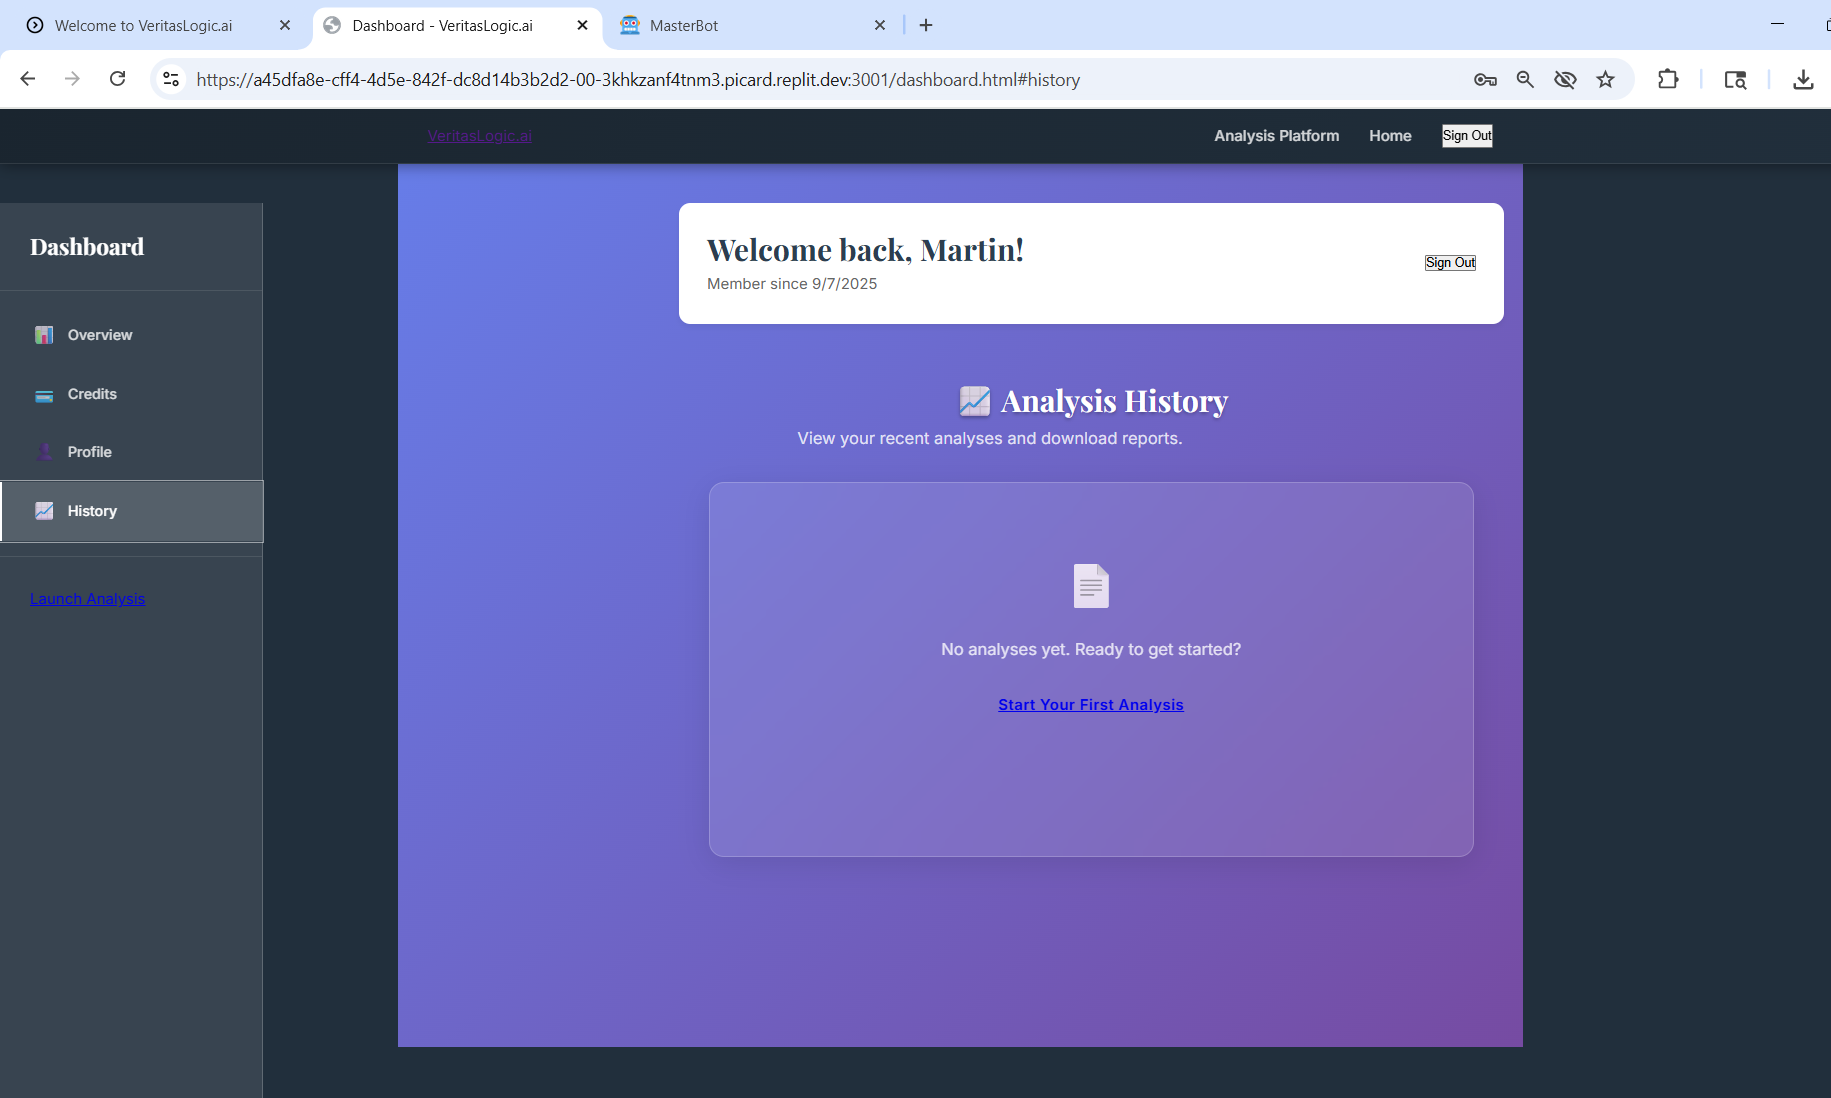 Welcome to VeritasLogic.ai
Dashboard - VeritasLogic.ai
MasterBot
https://a45dfa8e-cff4-4d5e-842f-dc8d14b3b2d2-00-3khkzanf4tnm3.picard.replit.dev:3001/dashboard.html#history
VeritasLogic.ai
Analysis Platform
Home
Sign Out
Dashboard
Overview
Credits
Profile
History
Launch Analysis
Welcome back, Martin!
Member since 9/7/2025
Sign Out
Analysis History
View your recent analyses and download reports.
No analyses yet. Ready to get started?
Start Your First Analysis